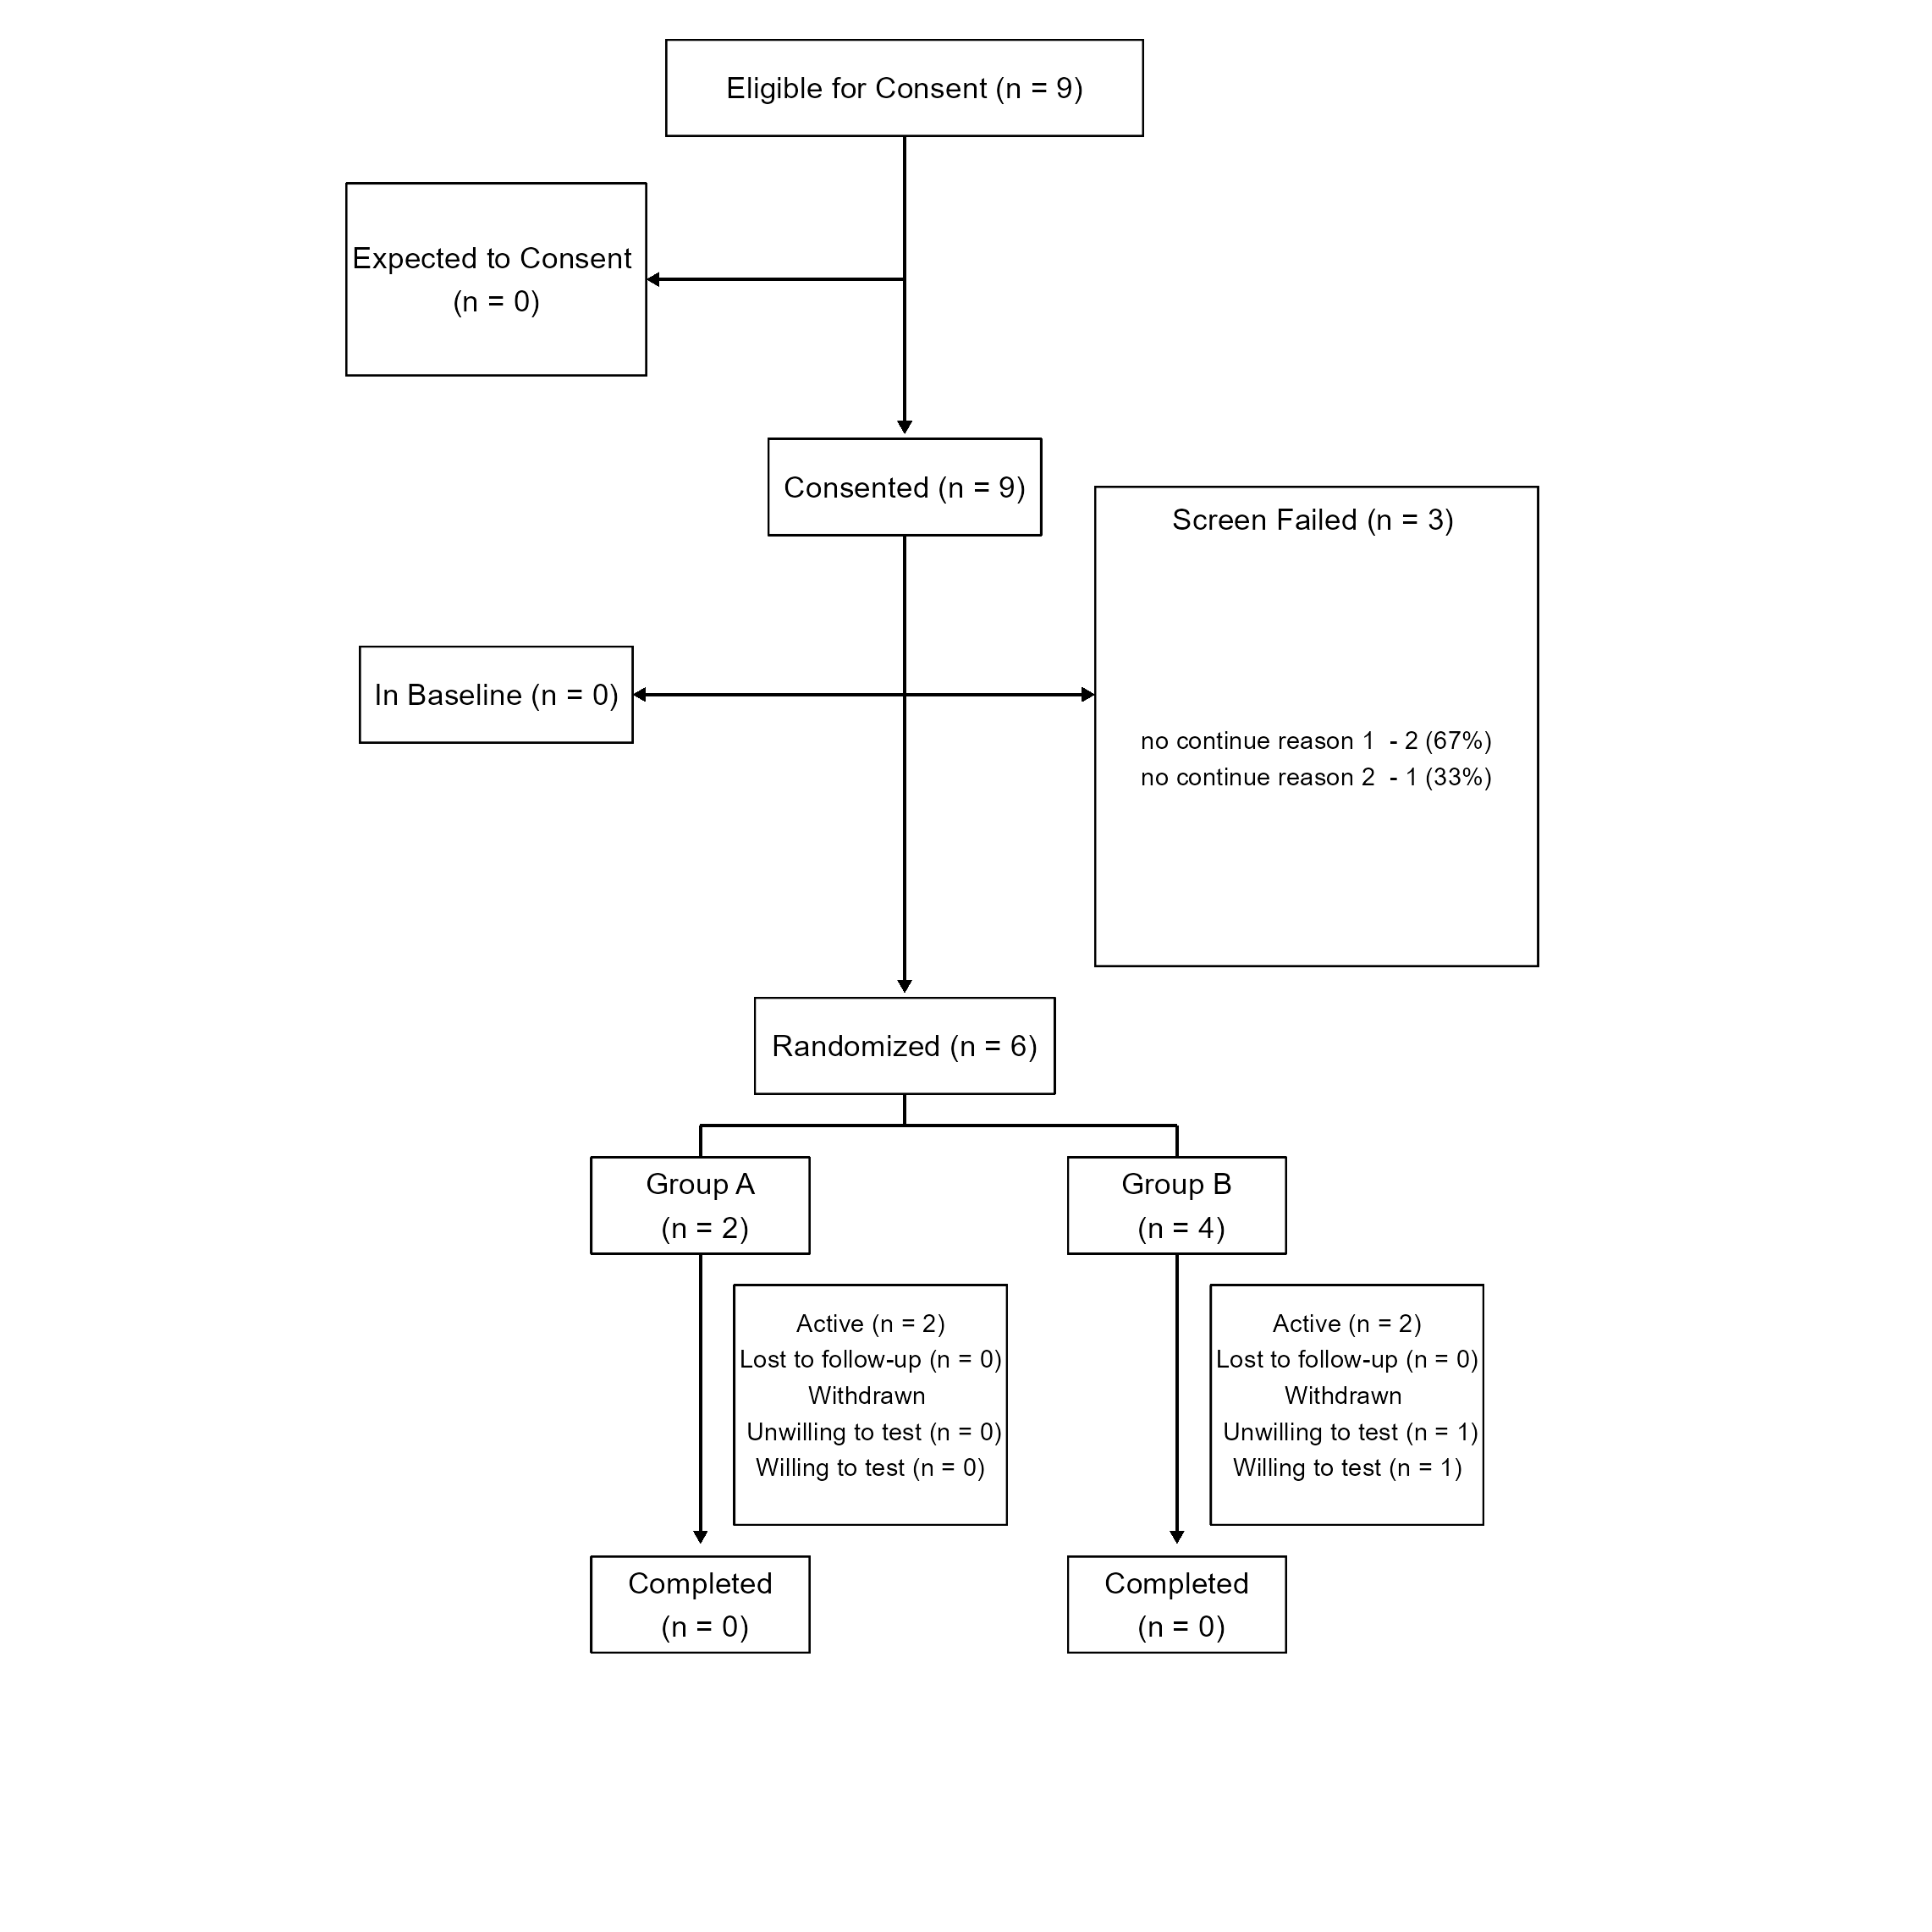 Eligible for Consent (n = 9)
Expected to Consent
(n = 0)
Consented (n = 9)
Screen Failed (n = 3)
In Baseline (n = 0)
no continue reason 1  - 2 (67%)
no continue reason 2  - 1 (33%)
Randomized (n = 6)
Group A
(n = 2)
Group B
(n = 4)
Active (n = 2)
Lost to follow-up (n = 0)
Withdrawn
Unwilling to test (n = 0)
Willing to test (n = 0)
Active (n = 2)
Lost to follow-up (n = 0)
Withdrawn
Unwilling to test (n = 1)
Willing to test (n = 1)
Completed
(n = 0)
Completed
(n = 0)